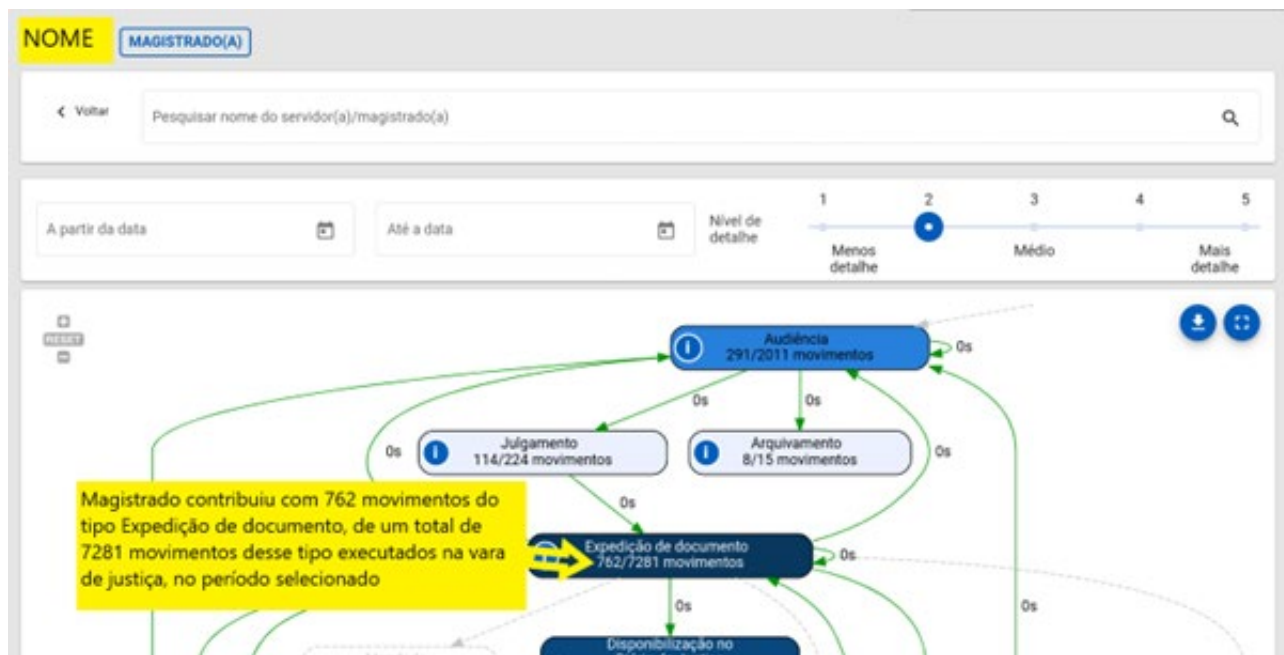 NOME MAGISTRADO(A)
Voltar Pesquisar nome do servidor(a)/magistrado(a)
A partir da data
Até a data
Nível de
detalhe
1 2 3 4 5
Menos
detalhe
Médio
Mais
detalhe
RESET
Audiência
291/2011 movimentos
0s
0s 0s
Julgamento
114/224 movimentos
Arquivamento
8/15 movimentos
0s
0s
0s
Magistrado contribuiu com 762 movimentos do
tipo Expedição de documento, de um total de
7281 movimentos desse tipo executados na vara
de justiça, no período selecionado
Expedição de documento
762/7281 movimentos
0s
0s
0s
Disponibilização no